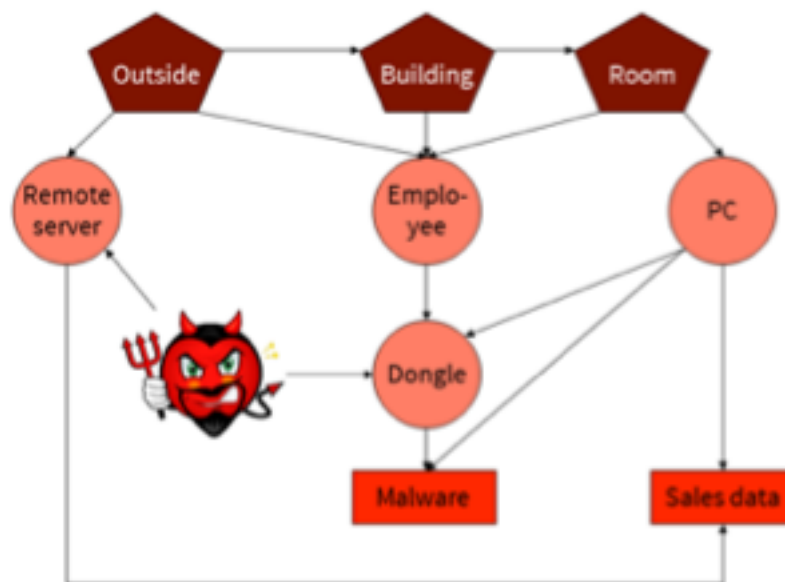 Outside
Building
Room
Remote
server
Emplo-
yee
PC
Dongle
Malware
Sales data